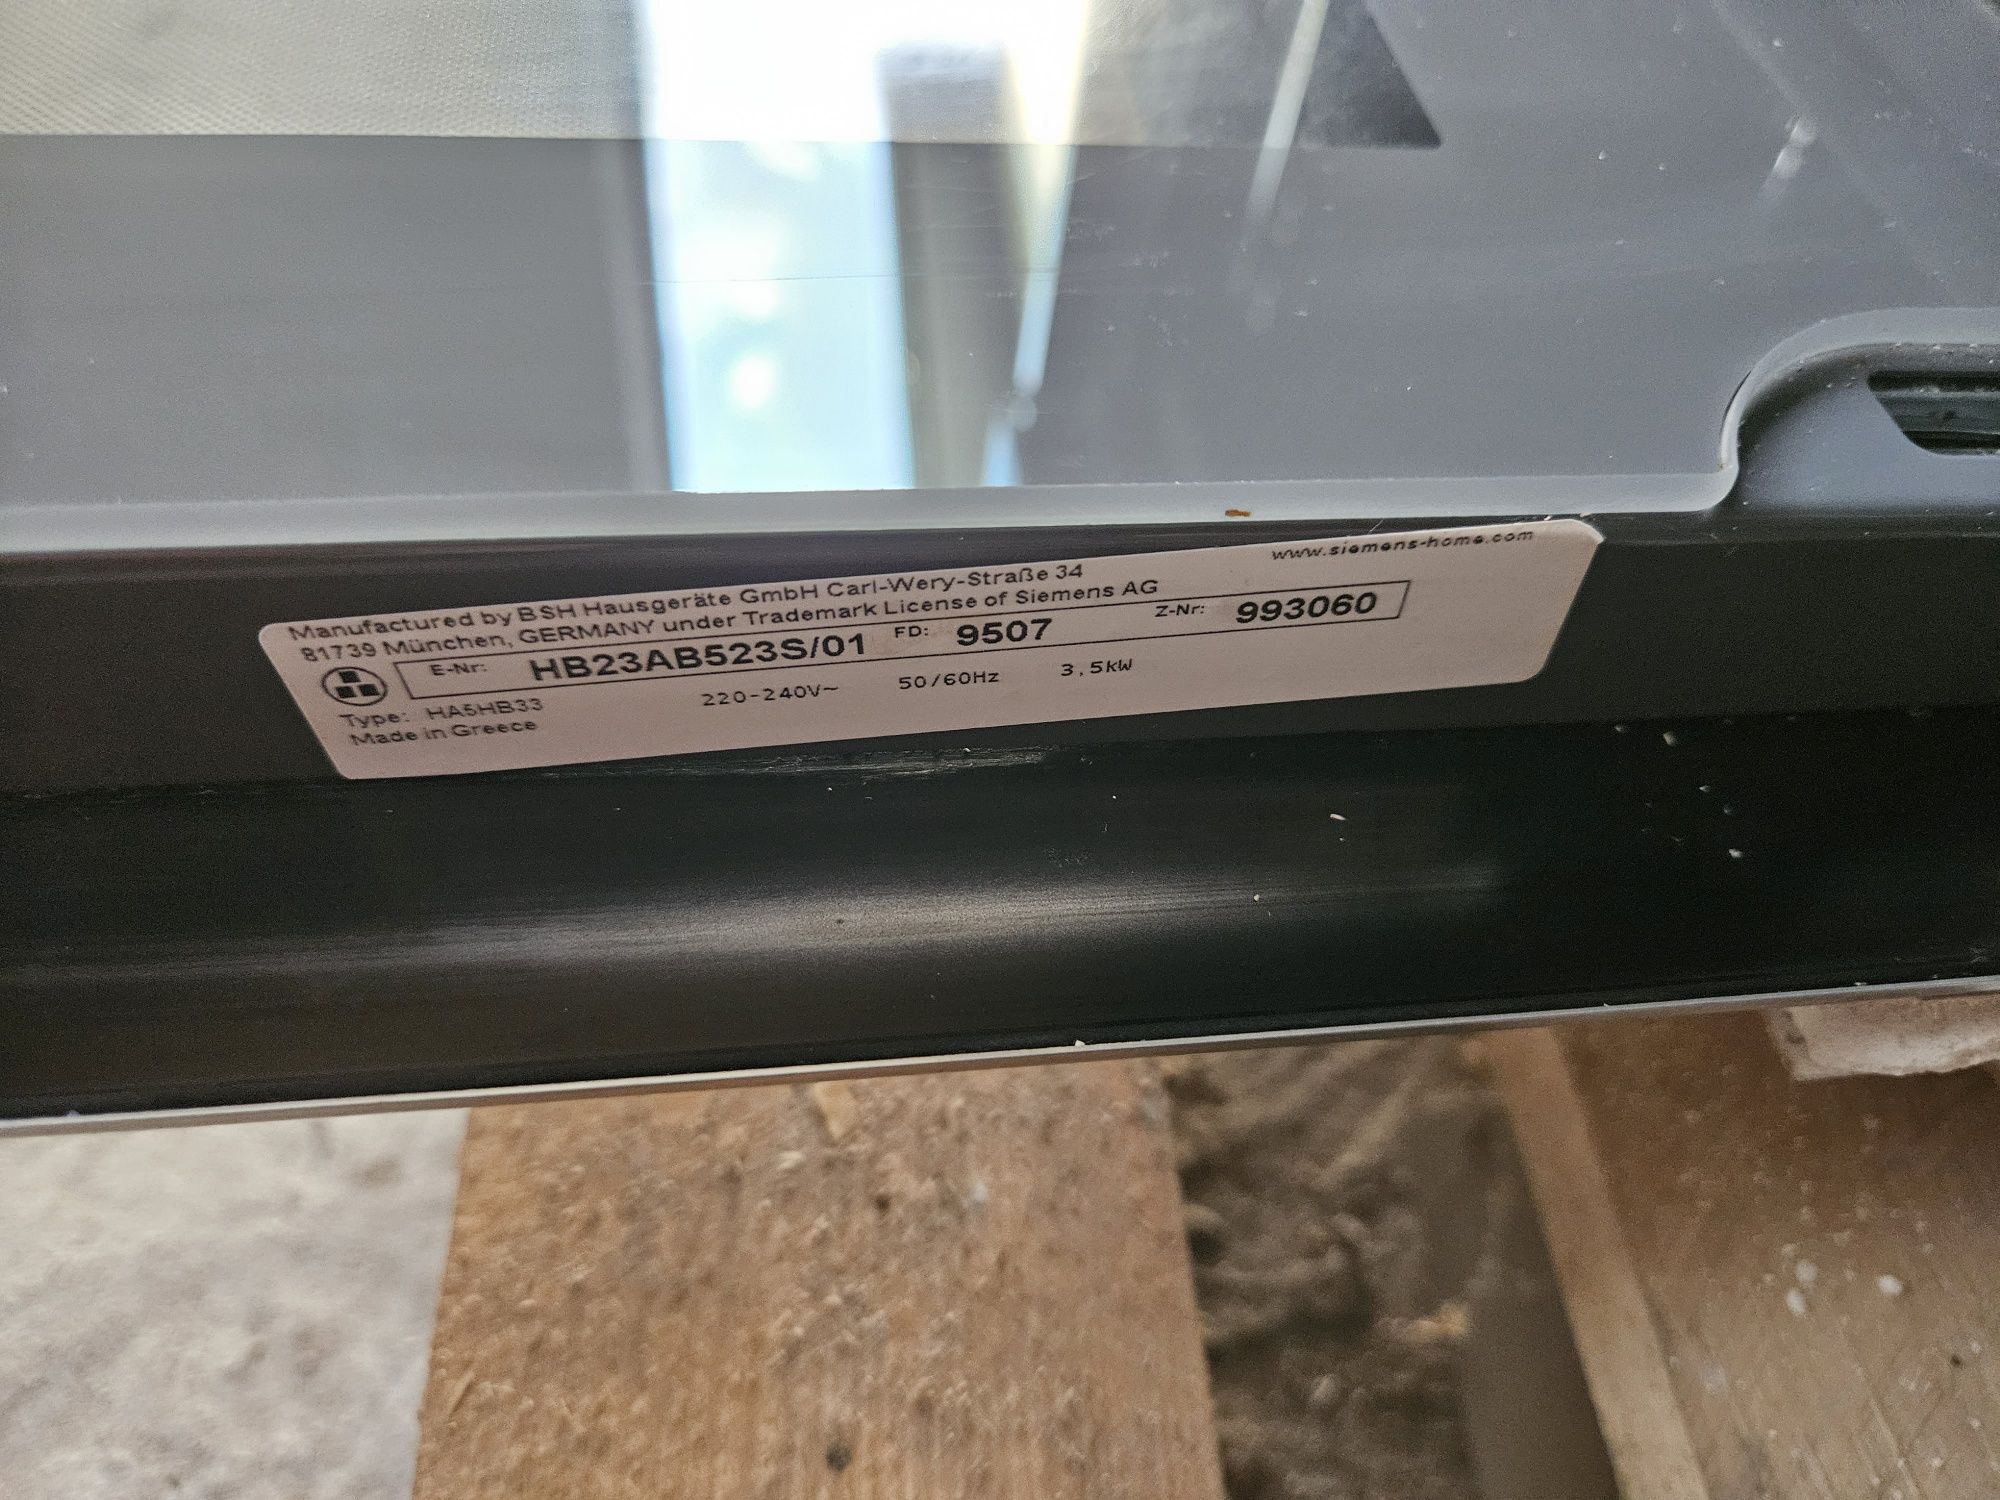 www.siemens-home.com
Manufactured by BSH Hausgeräte GmbH Carl-Wery-Straße 34
81739 München, GERMANY under Trademark License of Siemens AG
E-Nr: HB23AB523S/01 FD: 9507 Z-Nr: 993060
Type: HA5HB33 220-240V~ 50/60Hz 3,5kW
Made in Greece